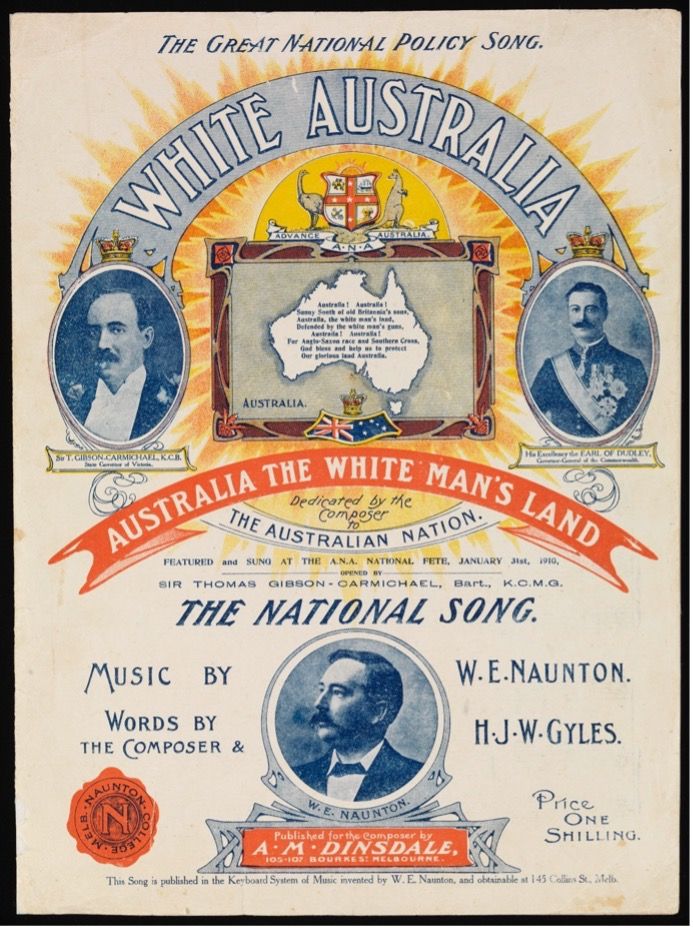 THE GREAT NATIONAL POLICY SONG.
WHITE AUSTRALIA
ADVANCE AUSTRALIA
A·N·A
Australia! Australia!
Sunny South of old Britannia's sons,
Australia, the white man's land,
Defended by the white man's guns,
Australia! Australia!
For Anglo-Saxon race and Southern Cross,
God bless and help us to protect
Our glorious land Australia.
AUSTRALIA.
Sir T. GIBSON-CARMICHAEL, K.C.B.
State Governor of Victoria.
His Excellency the EARL OF DUDLEY,
Governor-General of the Commonwealth.
AUSTRALIA THE WHITE MAN'S LAND
Dedicated by the
Composer
to
THE AUSTRALIAN NATION.
FEATURED and SUNG AT THE A.N.A. NATIONAL FETE, JANUARY 31st, 1910,
OPENED BY
SIR THOMAS GIBSON-CARMICHAEL, Bart., K.C.M.G.
THE NATIONAL SONG.
MUSIC BY W.E.NAUNTON.
WORDS BY
THE COMPOSER & H·J·W·GYLES.
W.E. NAUNTON.
NAUNTON COLLEGE MELB.
N
Price
ONE
SHILLING.
Published for the Composer by
A·M·DINSDALE,
105-107 BOURKE ST MELBOURNE.
This Song is published in the Keyboard System of Music invented by W. E. Naunton, and obtainable at 145 Collins St., Melb.